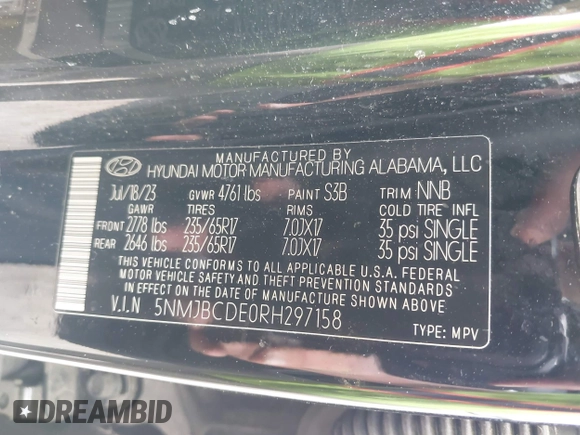 MANUFACTURED BY
HYUNDAI MOTOR MANUFACTURING ALABAMA, LLC
Jul/18/23 GVWR 4761 lbs PAINT S3B TRIM NNB
GAWR TIRES RIMS COLD TIRE INFL
FRONT 2778 lbs 235/65R17 7.0JX17 35 psi SINGLE
REAR 2646 lbs 235/65R17 7.0JX17 35 psi SINGLE
THIS VEHICLE CONFORMS TO ALL APPLICABLE U.S.A. FEDERAL
MOTOR VEHICLE SAFETY AND THEFT PREVENTION STANDARDS
IN EFFECT ON THE DATE OF MANUFACTURE SHOWN ABOVE.
V.I.N 5NMJBCDE0RH297158
TYPE: MPV
DREAMBID